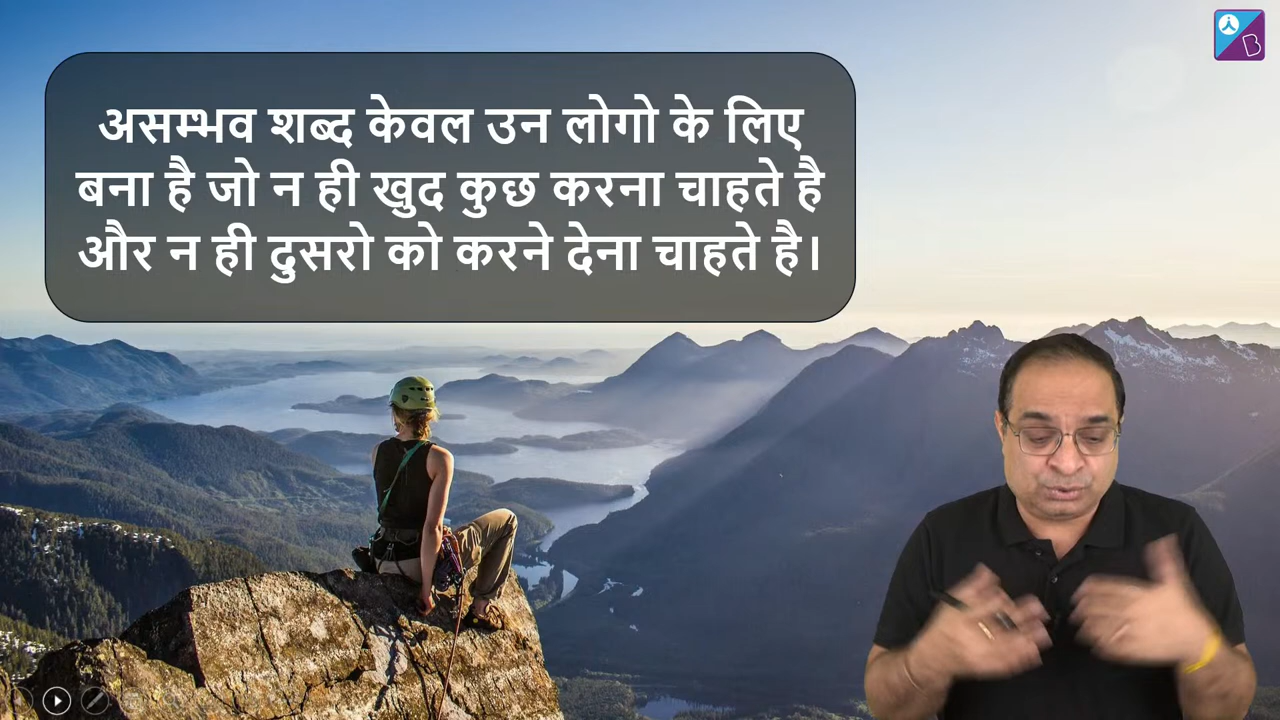 असम्भव शब्द केवल उन लोगो के लिए
बना है जो न ही खुद कुछ करना चाहते है
और न ही दुसरो को करने देना चाहते है।
B